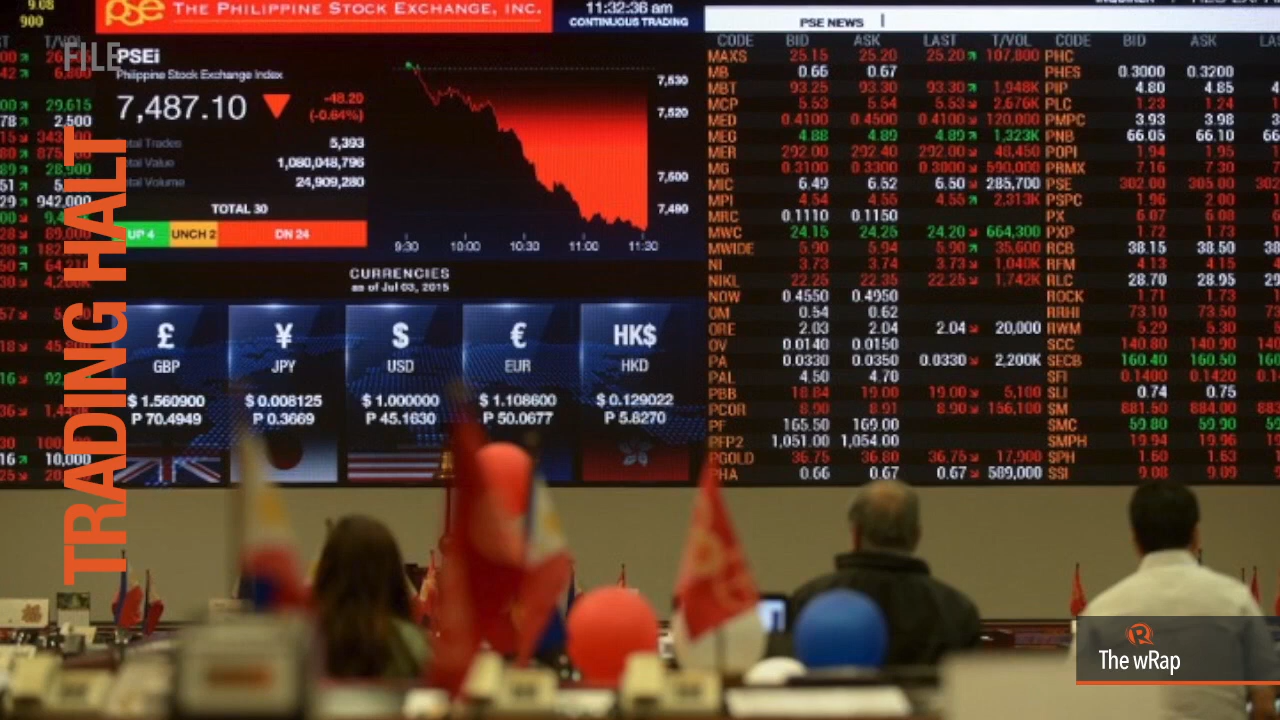 9.08
900
pse THE PHILIPPINE STOCK EXCHANGE, INC.
11:32:36 am
CONTINUOUS TRADING
PSE NEWS
FILE
TRADING HALT
PSEi
Philippine Stock Exchange Index
7,487.10 -48.20
(-0.64%)
Total Trades 5,393
Total Value 1,080,048,796
Total Volume 24,909,280
TOTAL 30
UP 4 UNCH 2 DN 24
7,530
7,520
7,500
7,490
9:30 10:00 10:30 11:00 11:30
CURRENCIES
as of Jul 03, 2015
£ ¥ $ € HK$
GBP JPY USD EUR HKD
$ 1.560900 $ 0.008125 $ 1.000000 $ 1.108600 $ 0.129022
P 70.4949 P 0.3669 P 45.1630 P 50.0677 P 5.8270
CODE BID ASK LAST T/VOL CODE BID ASK
MAXS 25.15 25.20 25.20 107,800 PHC
MB 0.66 0.67 PHES 0.3000 0.3200
MBT 93.25 93.30 93.30 1,948K PIP 4.80 4.85
MCP 5.53 5.54 5.53 2,676K PLC 1.23 1.24
MED 0.4100 0.4500 0.4100 120,000 PMPC 3.93 3.98
MEG 4.88 4.89 4.89 1,323K PNB 66.05 66.10
MER 292.00 292.40 292.00 48,450 POPI 1.94 1.95
MG 0.3100 0.3300 0.3000 590,000 PRMX 7.16 7.30
MIC 6.49 6.52 6.50 285,700 PSE 302.00 305.00
MPI 4.54 4.55 4.55 2,313K PSPC 1.96 2.00
MRC 0.1110 0.1150 PX 6.07 6.08
MWC 24.15 24.25 24.20 664,300 PXP 1.72 1.73
MWIDE 5.90 5.94 5.90 35,600 RCB 38.15 38.50
NI 3.73 3.74 3.73 1,040K RFM 4.13 4.15
NIKL 22.25 22.35 22.25 1,742K RLC 28.70 28.95
NOW 0.4550 0.4950 ROCK 1.71 1.73
OM 0.54 0.62 RRHI 73.10 73.50
ORE 2.03 2.04 2.04 20,000 RWM 5.29 5.30
OV 0.0140 0.0150 SCC 140.80 140.90
PA 0.0330 0.0350 0.0330 2,200K SECB 160.40 160.50
PAL 4.50 4.70 SFI 0.1400 0.1420
PBB 18.84 19.00 19.00 5,100 SLI 0.74 0.75
PCOR 8.90 8.91 8.90 156,100 SM 881.50 884.00
PF 165.50 169.00 SMC 59.80 59.90
PFP2 1,051.00 1,054.00 SMPH 19.94 19.96
PGOLD 36.75 36.80 36.75 17,900 SPH 1.60 1.63
PHA 0.66 0.67 0.67 589,000 SSI 9.08 9.09
The wRap